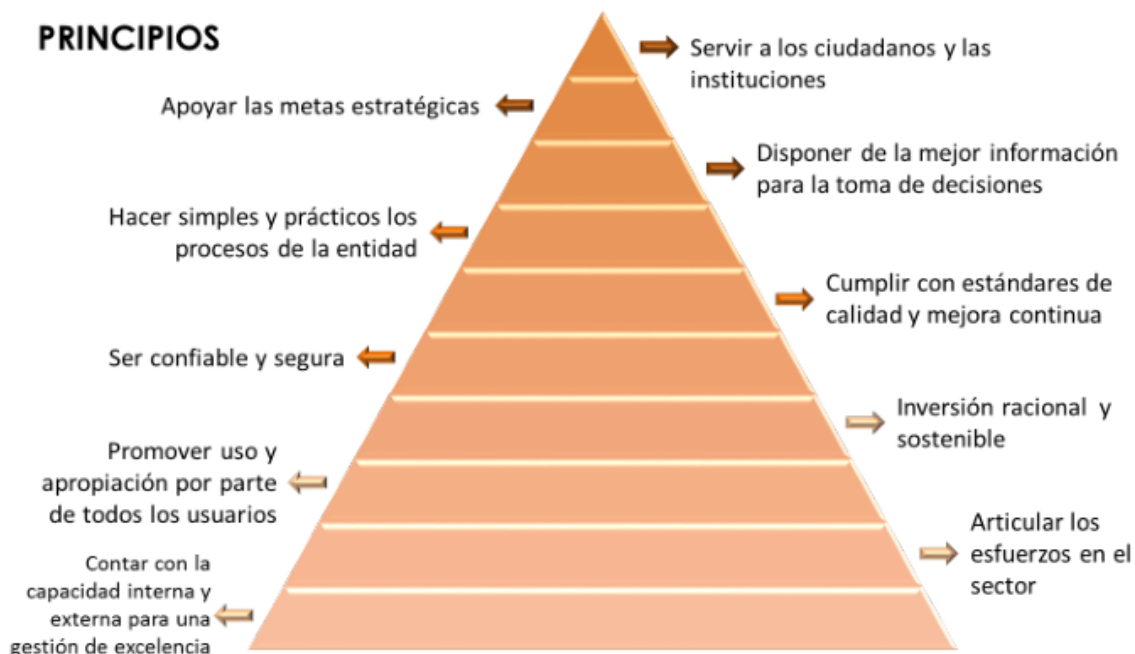 PRINCIPIOS
Servir a los ciudadanos y las
instituciones
Apoyar las metas estratégicas
Disponer de la mejor información
para la toma de decisiones
Hacer simples y prácticos los
procesos de la entidad
Cumplir con estándares de
calidad y mejora continua
Ser confiable y segura
Inversión racional y
sostenible
Promover uso y
apropiación por parte
de todos los usuarios
Articular los
esfuerzos en el
sector
Contar con la
capacidad interna y
externa para una
gestión de excelencia